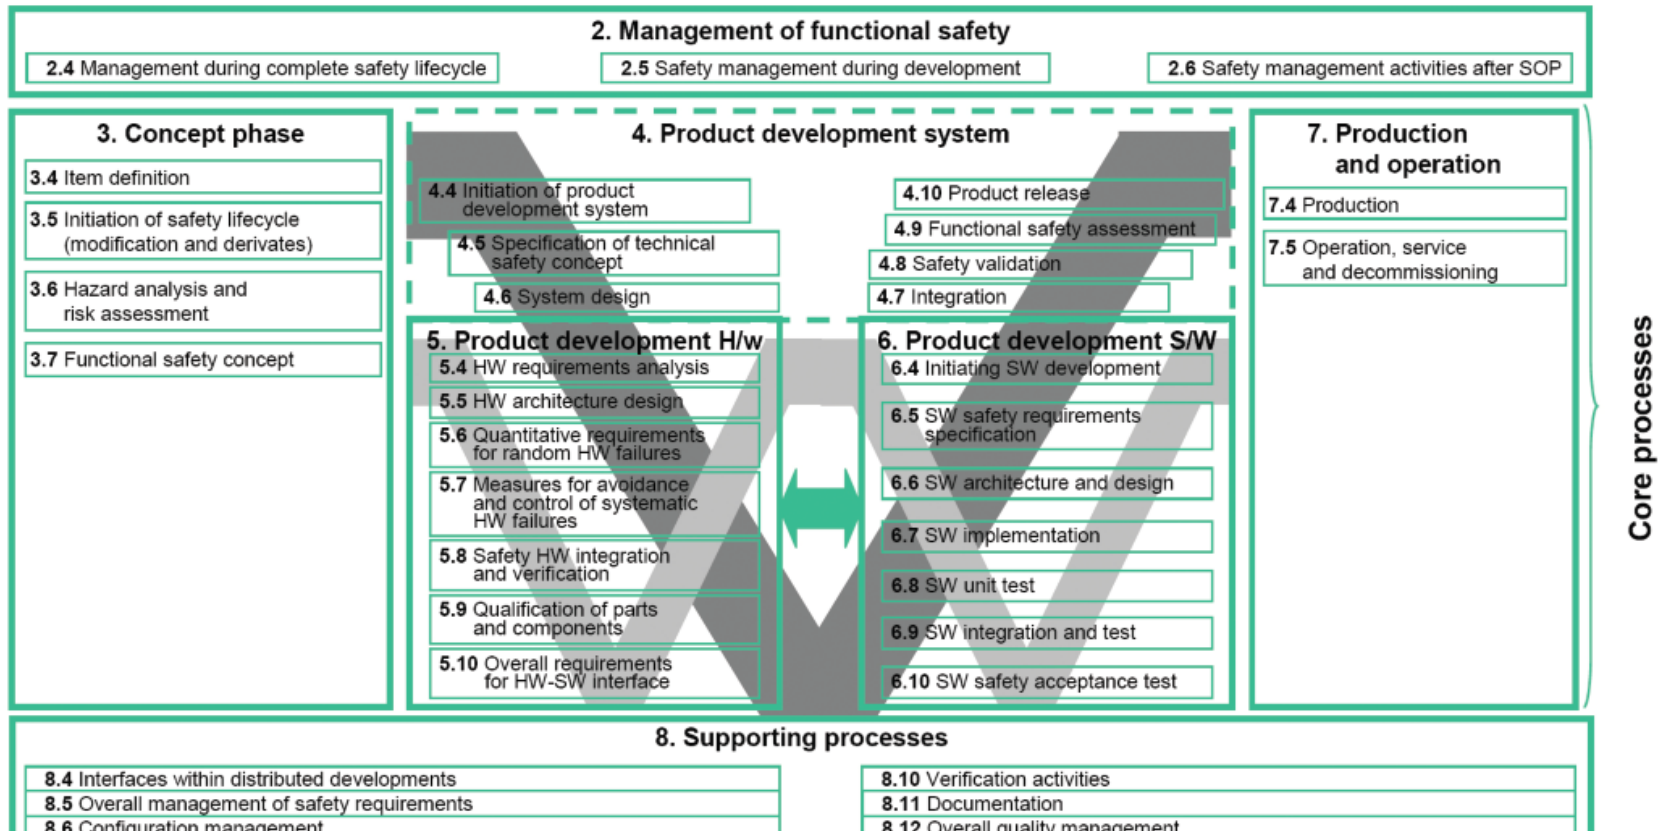 2. Management of functional safety
2.4 Management during complete safety lifecycle
2.5 Safety management during development
2.6 Safety management activities after SOP
3. Concept phase
3.4 Item definition
3.5 Initiation of safety lifecycle
(modification and derivates)
3.6 Hazard analysis and
risk assessment
3.7 Functional safety concept
4. Product development system
4.4 Initiation of product
development system
4.5 Specification of technical
safety concept
4.6 System design
4.10 Product release
4.9 Functional safety assessment
4.8 Safety validation
4.7 Integration
5. Product development H/w
5.4 HW requirements analysis
5.5 HW architecture design
5.6 Quantitative requirements
for random HW failures
5.7 Measures for avoidance
and control of systematic
HW failures
5.8 Safety HW integration
and verification
5.9 Qualification of parts
and components
5.10 Overall requirements
for HW-SW interface
6. Product development S/W
6.4 Initiating SW development
6.5 SW safety requirements
specification
6.6 SW architecture and design
6.7 SW implementation
6.8 SW unit test
6.9 SW integration and test
6.10 SW safety acceptance test
7. Production
and operation
7.4 Production
7.5 Operation, service
and decommissioning
Core processes
8. Supporting processes
8.4 Interfaces within distributed developments
8.5 Overall management of safety requirements
8.6 Configuration management
8.10 Verification activities
8.11 Documentation
8.12 Overall quality management